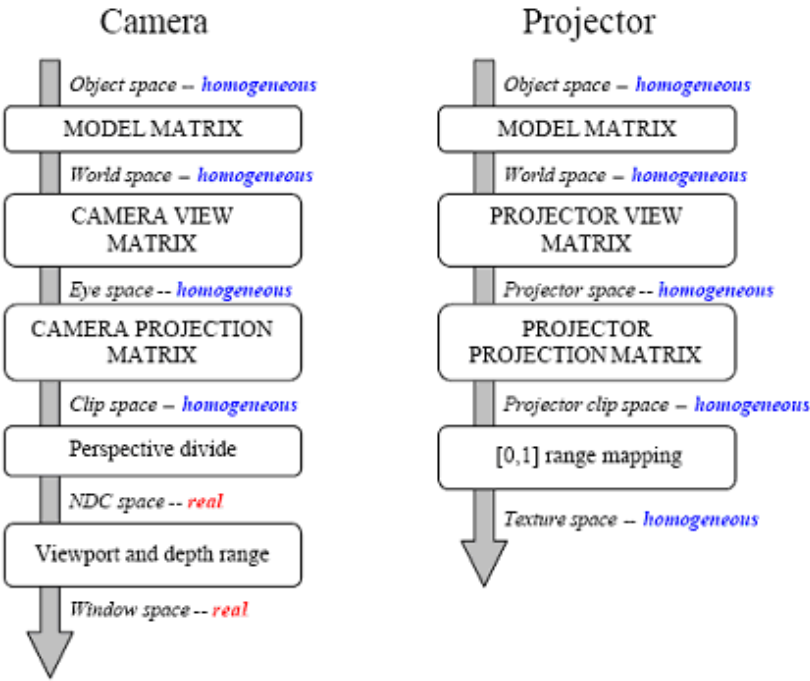 Camera
Object space -- homogeneous
MODEL MATRIX
World space – homogeneous
CAMERA VIEW
MATRIX
Eye space -- homogeneous
CAMERA PROJECTION
MATRIX
Clip space – homogeneous
Perspective divide
NDC space -- real
Viewport and depth range
Window space -- real
Projector
Object space – homogeneous
MODEL MATRIX
World space – homogeneous
PROJECTOR VIEW
MATRIX
Projector space -- homogeneous
PROJECTOR
PROJECTION MATRIX
Projector clip space – homogeneous
[0,1] range mapping
Texture space -- homogeneous